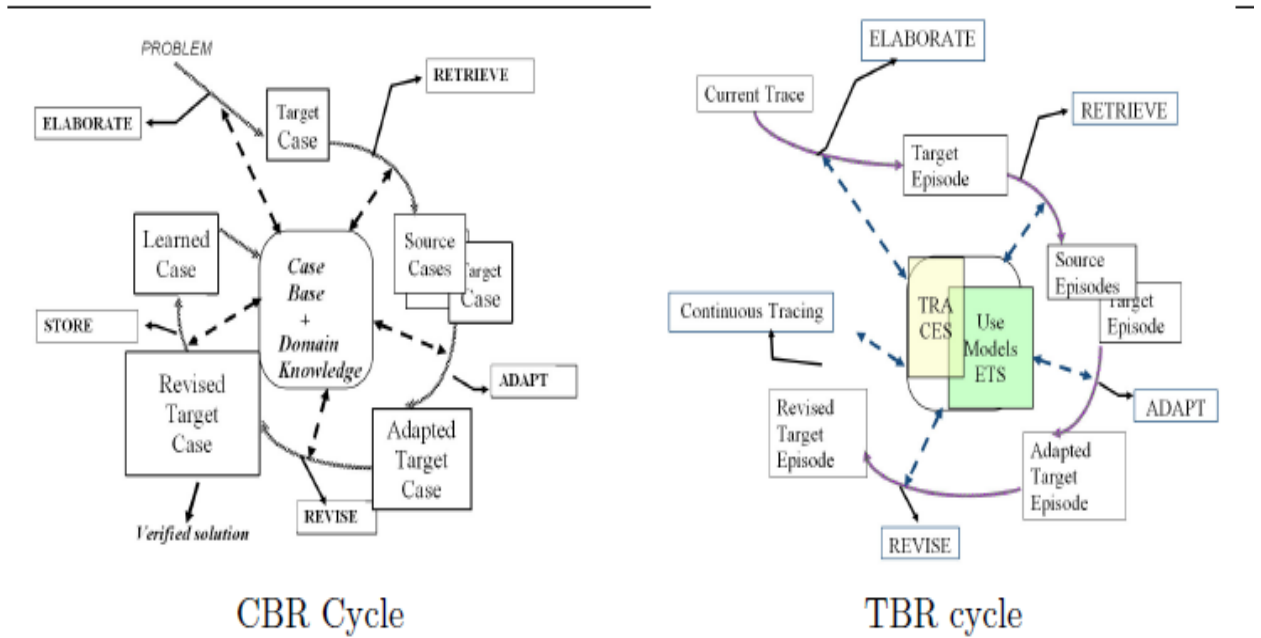 PROBLEM
RETRIEVE
ELABORATE
Target
Case
Learned
Case
Case
Base
+
Domain
Knowledge
Source
Cases
Target
Case
STORE
ADAPT
Revised
Target
Case
Adapted
Target
Case
REVISE
Verified solution
CBR Cycle
ELABORATE
Current Trace
RETRIEVE
Target
Episode
Source
Episodes
Target
Episode
TRA
CES
Use
Models
ETS
Continuous Tracing
ADAPT
Revised
Target
Episode
Adapted
Target
Episode
REVISE
TBR cycle